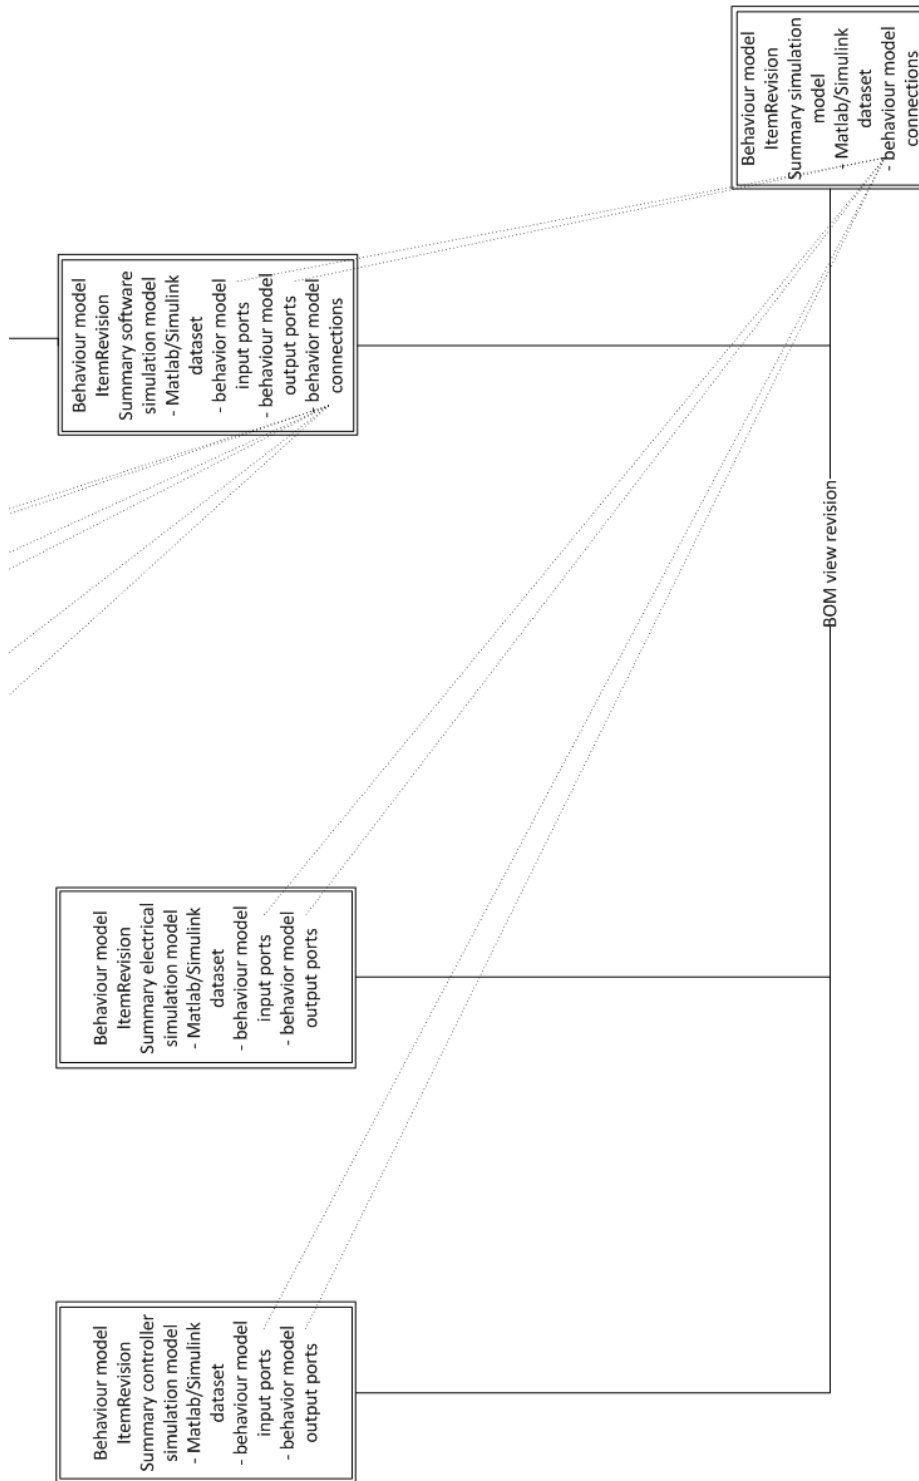 Behaviour model
ItemRevision
Summary controller
simulation model
- Matlab/Simulink
dataset
- behaviour model
input ports
- behavior model
output ports
Behaviour model
ItemRevision
Summary electrical
simulation model
- Matlab/Simulink
dataset
- behaviour model
input ports
- behavior model
output ports
Behaviour model
ItemRevision
Summary software
simulation model
- Matlab/Simulink
dataset
- behavior model
input ports
- behaviour model
output ports
- behavior model
connections
BOM view revision
Behaviour model
ItemRevision
Summary simulation
model
- Matlab/Simulink
dataset
- behaviour model
connections